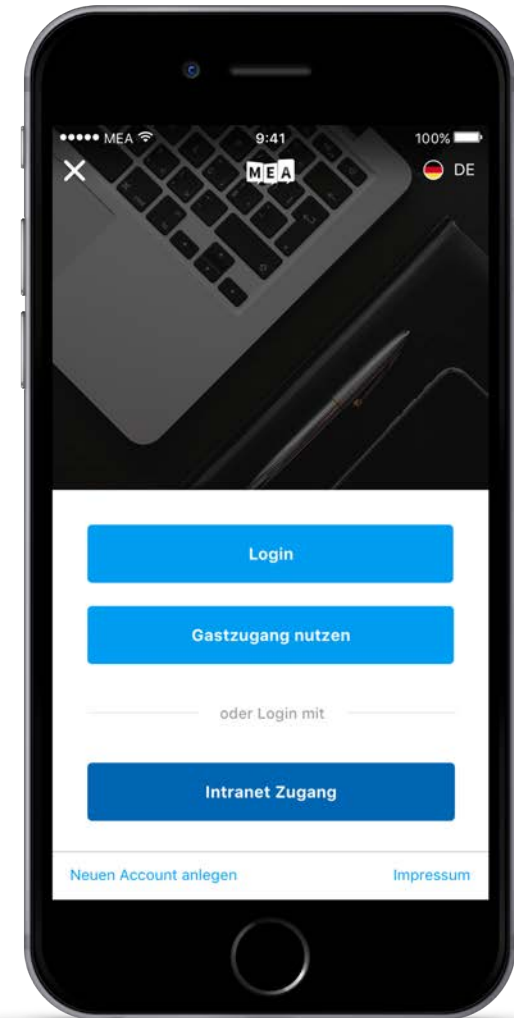 MEA 9:41 100%
MEA DE
Login
Gastzugang nutzen
oder Login mit
Intranet Zugang
Neuen Account anlegen Impressum